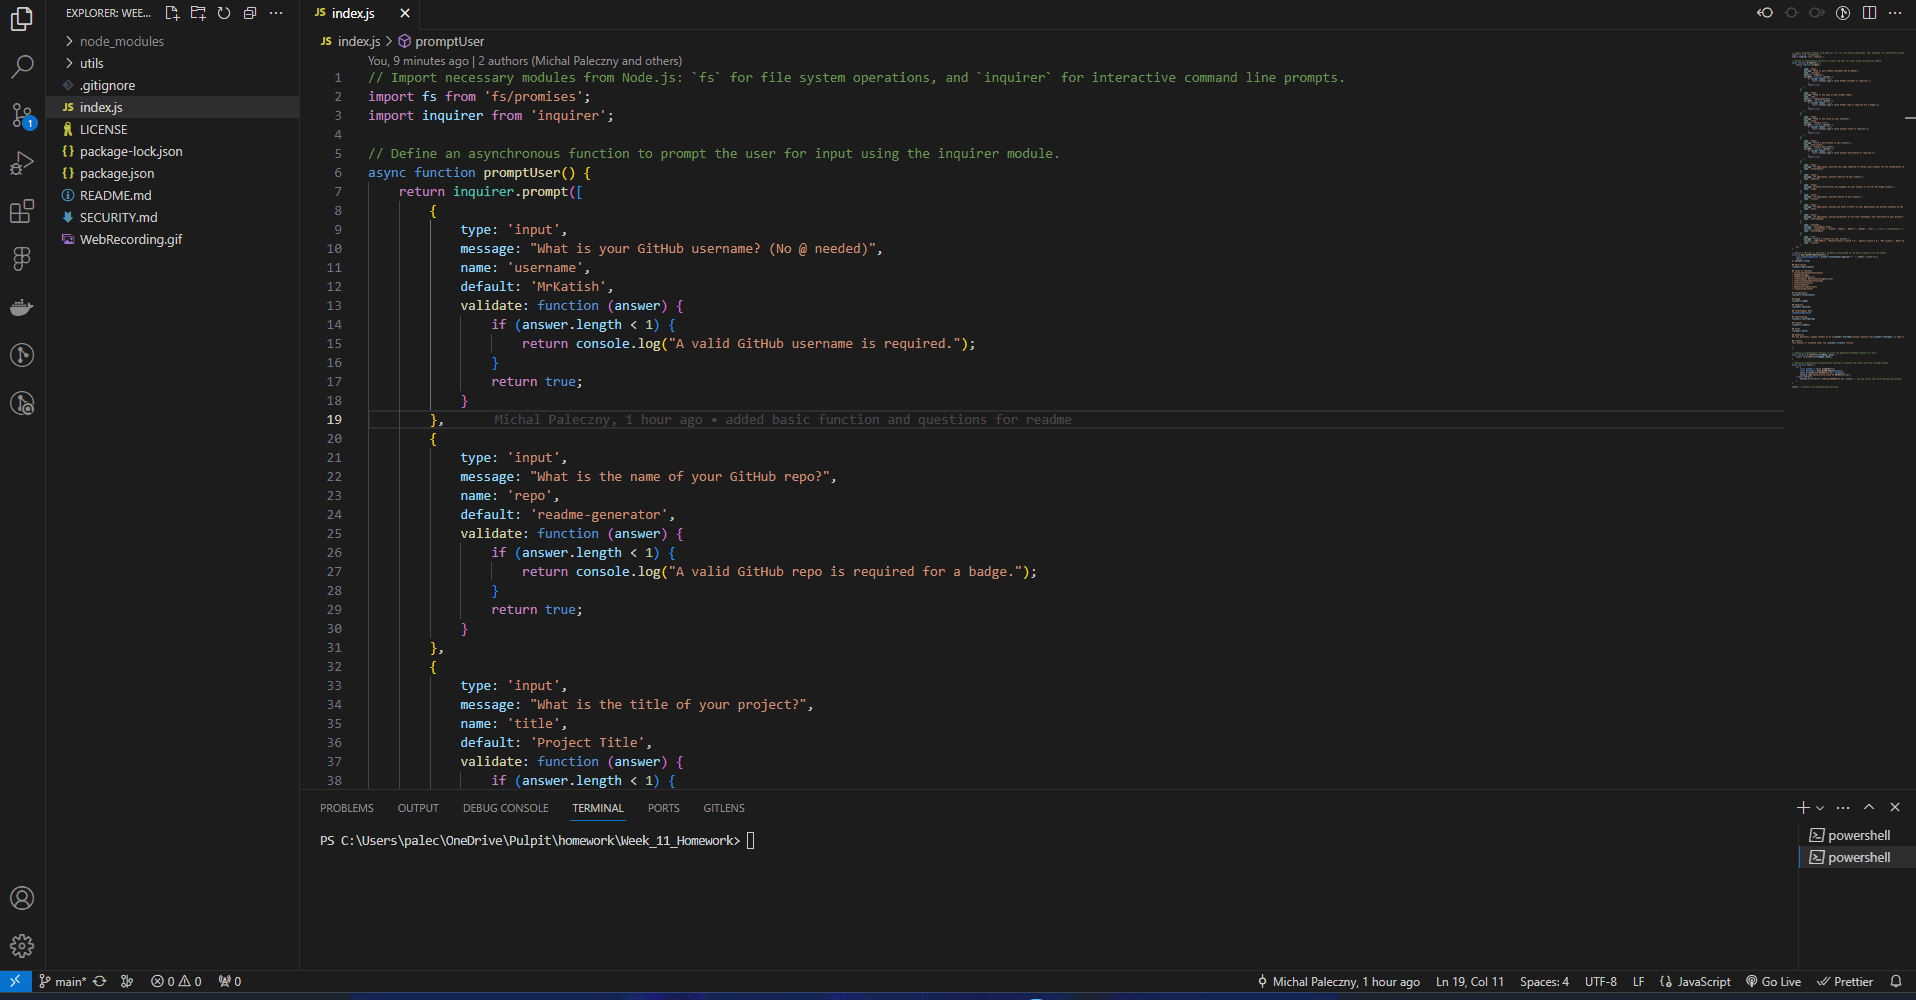 EXPLORER: WEE...
node_modules
utils
.gitignore
JS index.js
LICENSE
{} package-lock.json
{} package.json
README.md
SECURITY.md
WebRecording.gif
1
JS index.js
JS index.js > promptUser
You, 9 minutes ago | 2 authors (Michal Paleczny and others)
1 // Import necessary modules from Node.js: `fs` for file system operations, and `inquirer` for interactive command line prompts.
2 import fs from 'fs/promises';
3 import inquirer from 'inquirer';
4
5 // Define an asynchronous function to prompt the user for input using the inquirer module.
6 async function promptUser() {
7     return inquirer.prompt([
8         {
9             type: 'input',
10             message: "What is your GitHub username? (No @ needed)",
11             name: 'username',
12             default: 'MrKatish',
13             validate: function (answer) {
14                 if (answer.length < 1) {
15                     return console.log("A valid GitHub username is required.");
16                 }
17                 return true;
18             }
19         },      Michal Paleczny, 1 hour ago • added basic function and questions for readme
20         {
21             type: 'input',
22             message: "What is the name of your GitHub repo?",
23             name: 'repo',
24             default: 'readme-generator',
25             validate: function (answer) {
26                 if (answer.length < 1) {
27                     return console.log("A valid GitHub repo is required for a badge.");
28                 }
29                 return true;
30             }
31         },
32         {
33             type: 'input',
34             message: "What is the title of your project?",
35             name: 'title',
36             default: 'Project Title',
37             validate: function (answer) {
38                 if (answer.length < 1) {
PROBLEMS OUTPUT DEBUG CONSOLE TERMINAL PORTS GITLENS
PS C:\Users\palec\OneDrive\Pulpit\homework\Week_11_Homework>
powershell
powershell
main* 0 0 0 Michal Paleczny, 1 hour ago Ln 19, Col 11 Spaces: 4 UTF-8 LF {} JavaScript Go Live Prettier